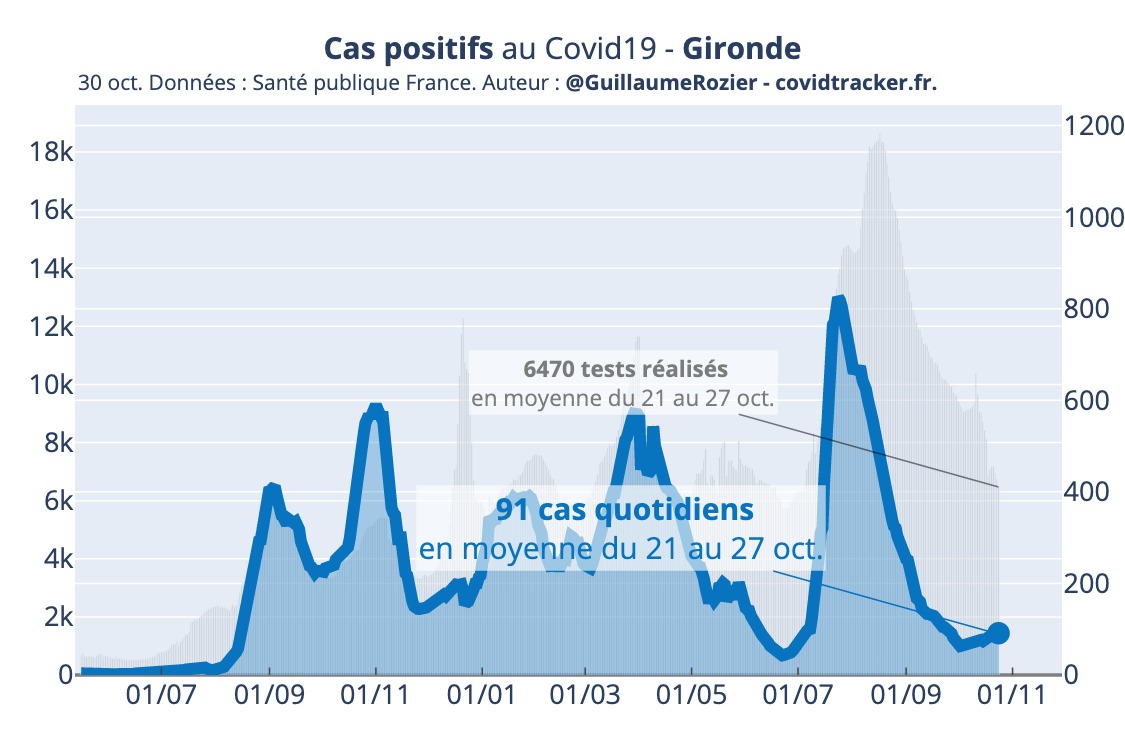 Cas positifs au Covid19 - Gironde
30 oct. Données : Santé publique France. Auteur : @GuillaumeRozier - covidtracker.fr.
18k
16k
14k
12k
10k
8k
6k
4k
2k
0
1200
1000
800
600
400
200
0
6470 tests réalisés
en moyenne du 21 au 27 oct.
91 cas quotidiens
en moyenne du 21 au 27 oct.
01/07 01/09 01/11 01/01 01/03 01/05 01/07 01/09 01/11